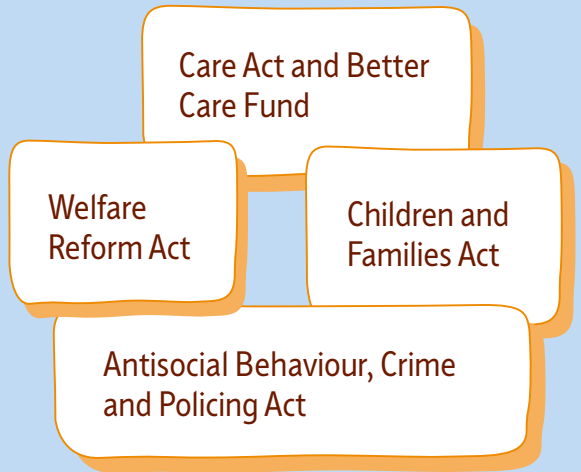 Care Act and Better
Care Fund
Welfare
Reform Act
Children and
Families Act
Antisocial Behaviour, Crime
and Policing Act